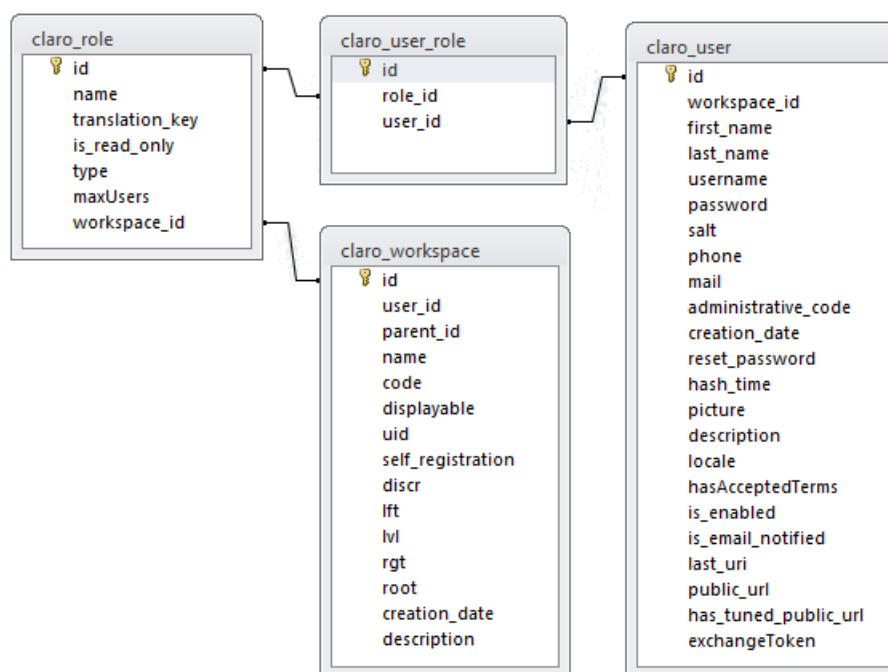 claro_role
id
name
translation_key
is_read_only
type
maxUsers
workspace_id
claro_user_role
id
role_id
user_id
claro_workspace
id
user_id
parent_id
name
code
displayable
uid
self_registration
discr
lft
lvl
rgt
root
creation_date
description
claro_user
id
workspace_id
first_name
last_name
username
password
salt
phone
mail
administrative_code
creation_date
reset_password
hash_time
picture
description
locale
hasAcceptedTerms
is_enabled
is_email_notified
last_uri
public_url
has_tuned_public_url
exchangeToken